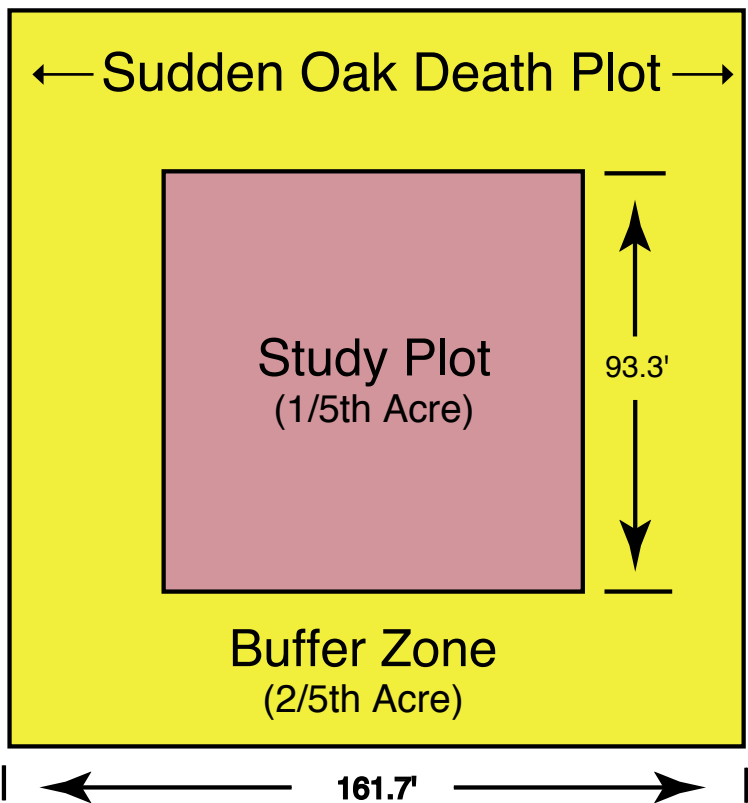 Sudden Oak Death Plot
Study Plot
(1/5th Acre)
93.3'
Buffer Zone
(2/5th Acre)
161.7'